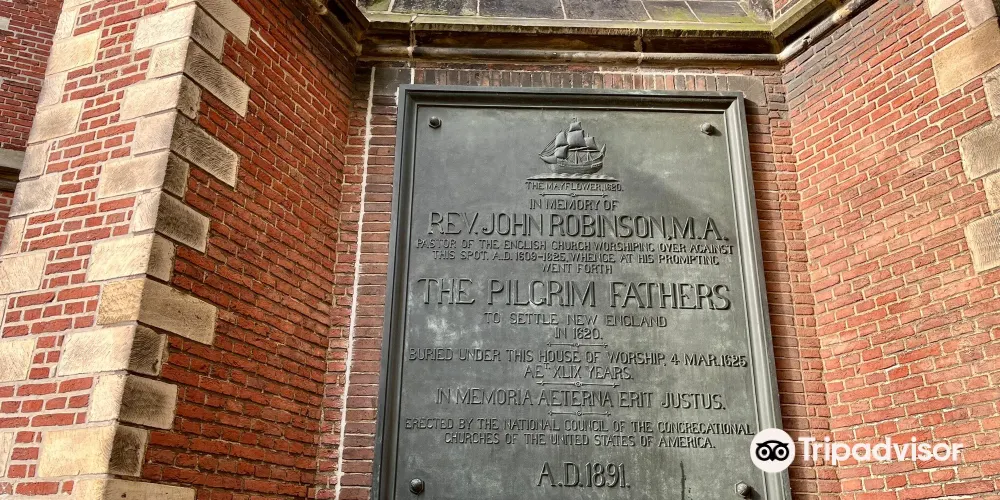 THE MAYFLOWER, 1620.
IN MEMORY OF
REV. JOHN ROBINSON, M.A.
PASTOR OF THE ENGLISH CHURCH WORSHIPING OVER AGAINST
THIS SPOT, A.D. 1609-1625, WHENCE AT HIS PROMPTING
WENT FORTH
THE PILGRIM FATHERS
TO SETTLE NEW ENGLAND
IN 1620.
BURIED UNDER THIS HOUSE OF WORSHIP, 4 MAR. 1625
AET XLIX YEARS.
IN MEMORIA AETERNA ERIT JUSTUS.
ERECTED BY THE NATIONAL COUNCIL OF THE CONGREGATIONAL
CHURCHES OF THE UNITED STATES OF AMERICA.
A.D. 1891.
Tripadvisor